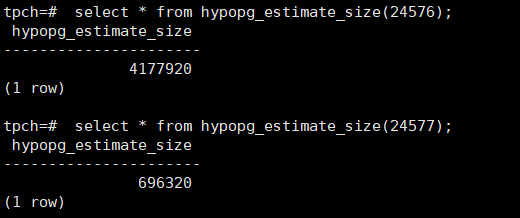 tpch=#  select * from hypopg_estimate_size(24576);
 hypopg_estimate_size
----------------------
              4177920
(1 row)

tpch=#  select * from hypopg_estimate_size(24577);
 hypopg_estimate_size
----------------------
               696320
(1 row)